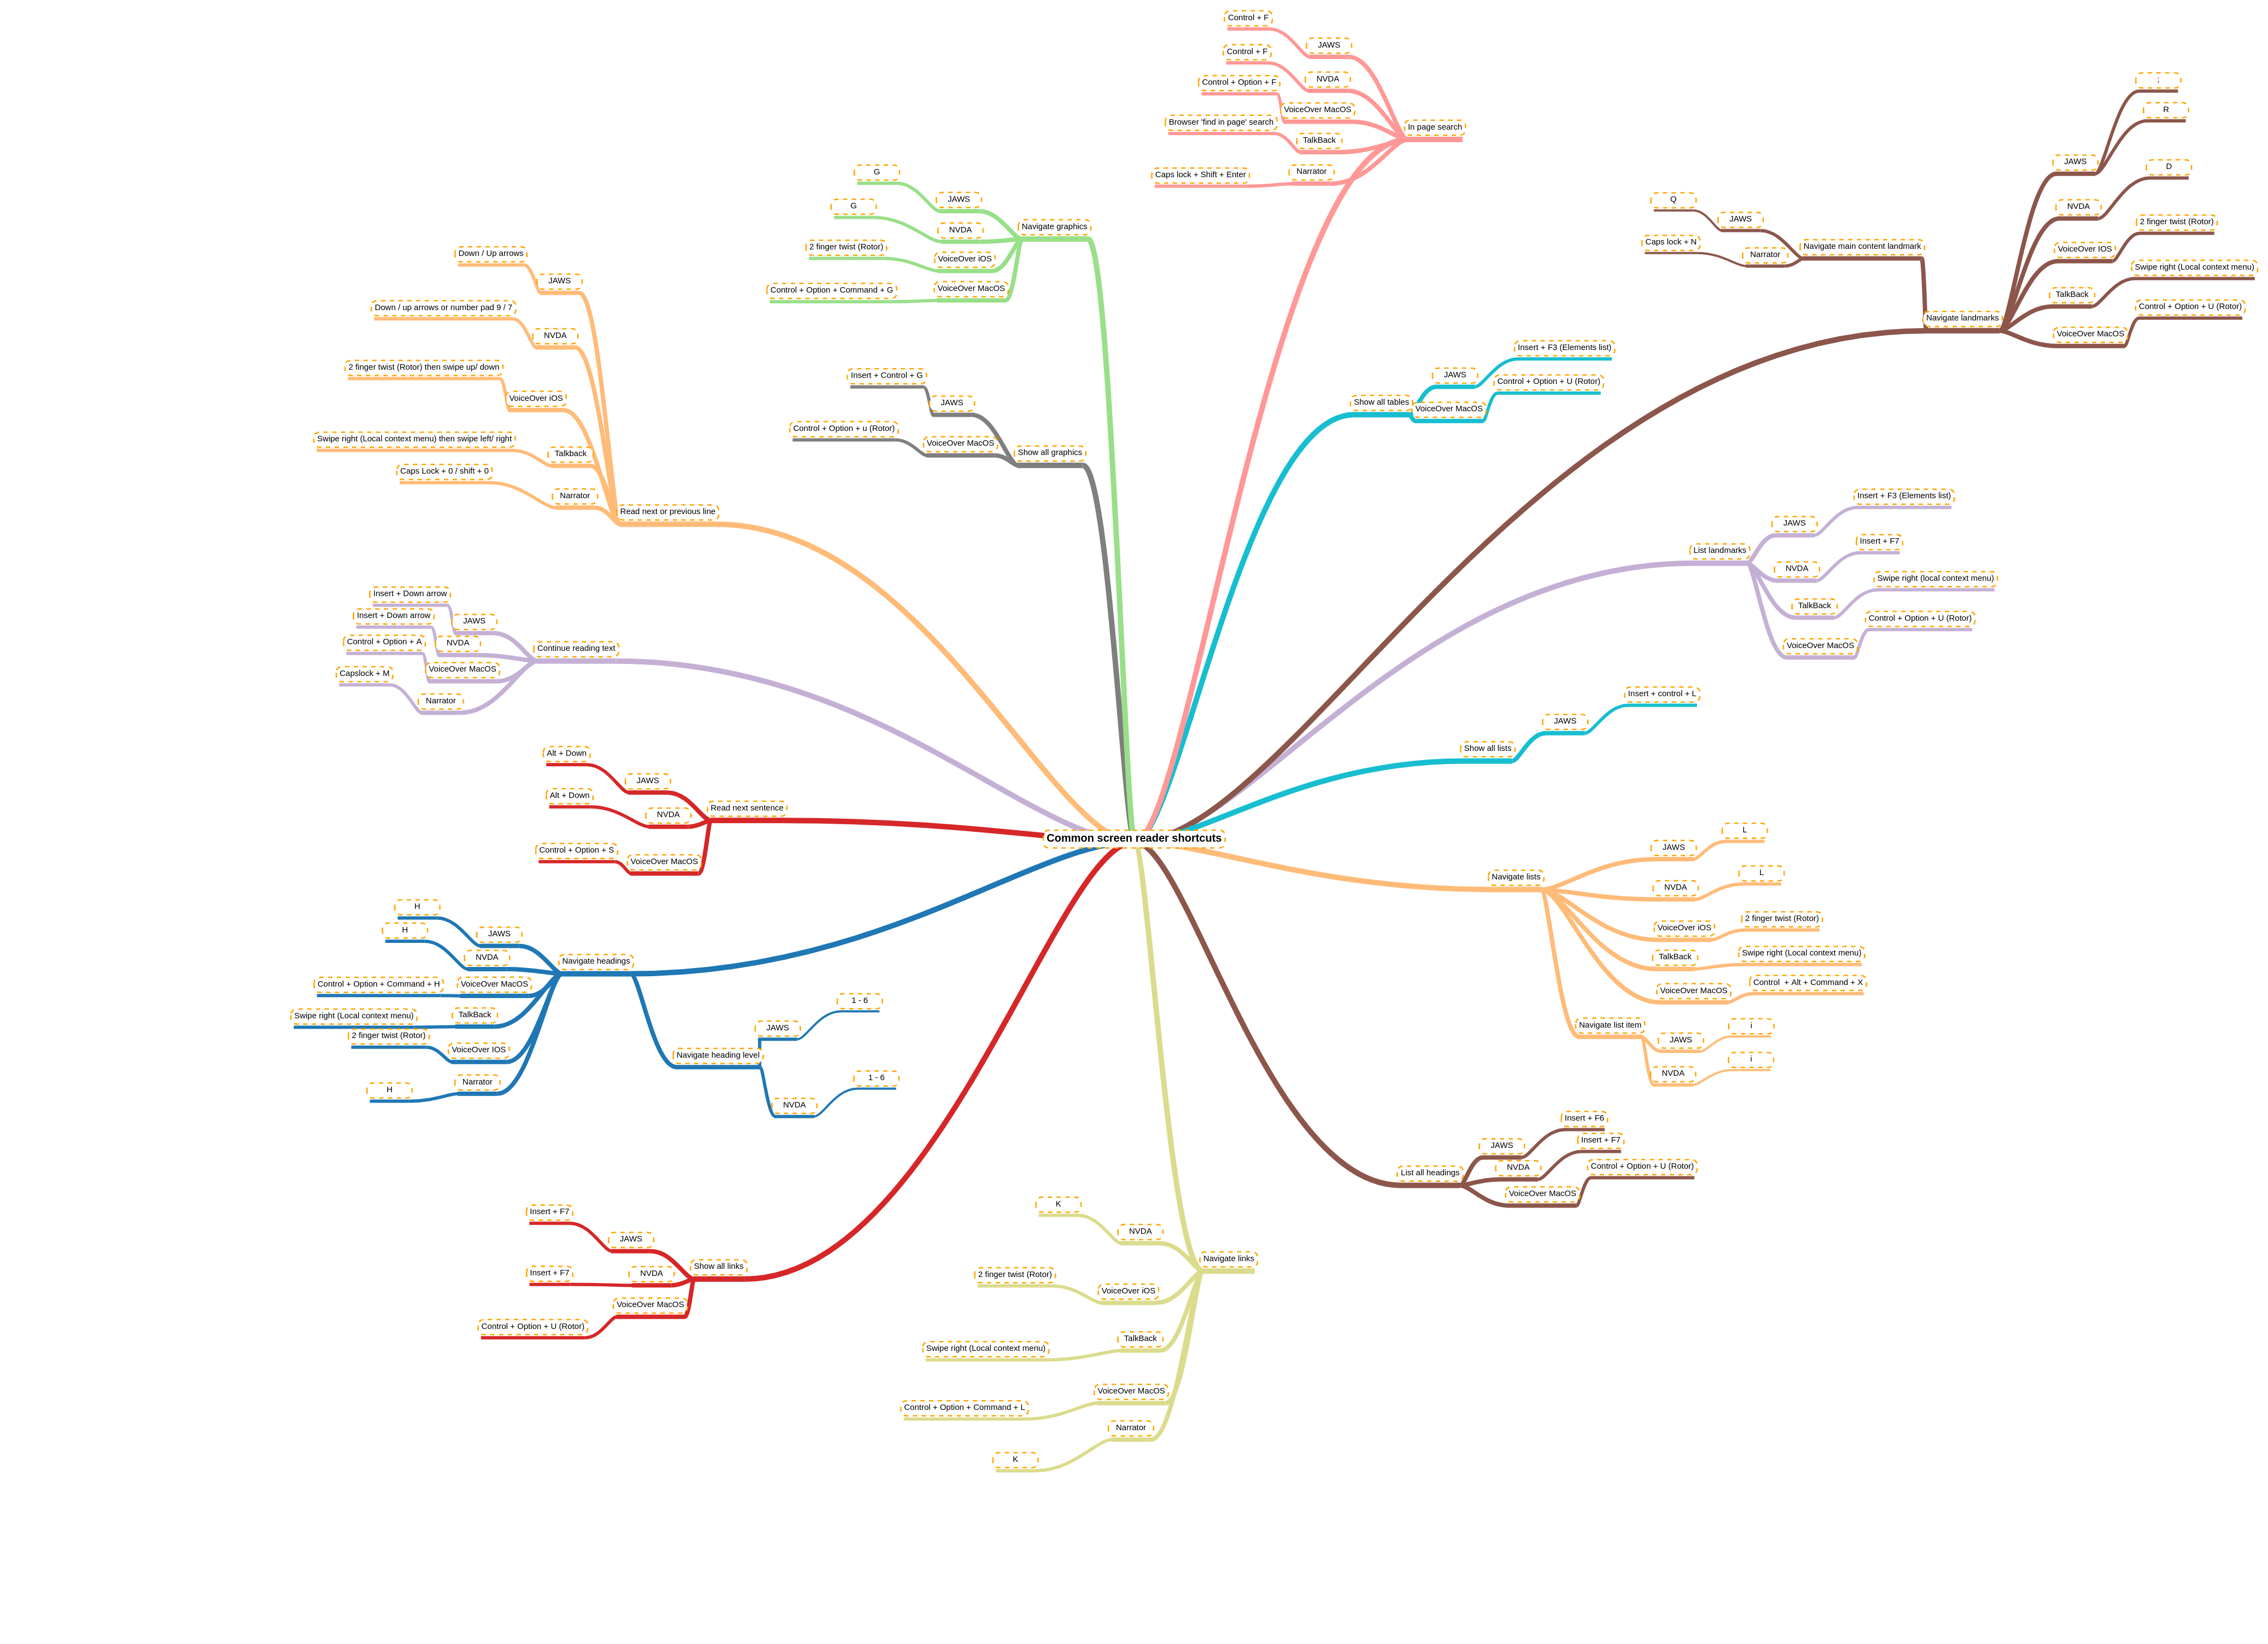 Common screen reader shortcuts
In page search
JAWS
Control + F
NVDA
Control + F
VoiceOver MacOS
Control + Option + F
TalkBack
Browser 'find in page' search
Narrator
Caps lock + Shift + Enter
Navigate graphics
JAWS
G
NVDA
G
VoiceOver iOS
2 finger twist (Rotor)
VoiceOver MacOS
Control + Option + Command + G
Show all graphics
JAWS
Insert + Control + G
VoiceOver MacOS
Control + Option + u (Rotor)
Read next or previous line
JAWS
Down / Up arrows
NVDA
Down / up arrows or number pad 9 / 7
VoiceOver iOS
2 finger twist (Rotor) then swipe up/ down
Talkback
Swipe right (Local context menu) then swipe left/ right
Narrator
Caps Lock + 0 / shift + 0
Continue reading text
JAWS
Insert + Down arrow
NVDA
Insert + Down arrow
VoiceOver MacOS
Control + Option + A
Narrator
Capslock + M
Read next sentence
JAWS
Alt + Down
NVDA
Alt + Down
VoiceOver MacOS
Control + Option + S
Navigate headings
JAWS
H
NVDA
H
VoiceOver MacOS
Control + Option + Command + H
TalkBack
Swipe right (Local context menu)
VoiceOver IOS
2 finger twist (Rotor)
Narrator
H
Navigate heading level
JAWS
1 - 6
NVDA
1 - 6
Show all links
JAWS
Insert + F7
NVDA
Insert + F7
VoiceOver MacOS
Control + Option + U (Rotor)
Navigate links
NVDA
K
VoiceOver iOS
2 finger twist (Rotor)
TalkBack
Swipe right (Local context menu)
VoiceOver MacOS
Control + Option + Command + L
Narrator
K
Navigate landmarks
JAWS
;
R
NVDA
D
VoiceOver IOS
2 finger twist (Rotor)
TalkBack
Swipe right (Local context menu)
VoiceOver MacOS
Control + Option + U (Rotor)
Navigate main content landmark
JAWS
Q
Narrator
Caps lock + N
Show all tables
JAWS
Insert + F3 (Elements list)
VoiceOver MacOS
Control + Option + U (Rotor)
List landmarks
JAWS
Insert + F3 (Elements list)
NVDA
Insert + F7
TalkBack
Swipe right (local context menu)
VoiceOver MacOS
Control + Option + U (Rotor)
Show all lists
JAWS
Insert + control + L
Navigate lists
JAWS
L
NVDA
L
VoiceOver iOS
2 finger twist (Rotor)
TalkBack
Swipe right (Local context menu)
VoiceOver MacOS
Control  + Alt + Command + X
Navigate list item
JAWS
i
NVDA
i
List all headings
JAWS
Insert + F6
NVDA
Insert + F7
VoiceOver MacOS
Control + Option + U (Rotor)